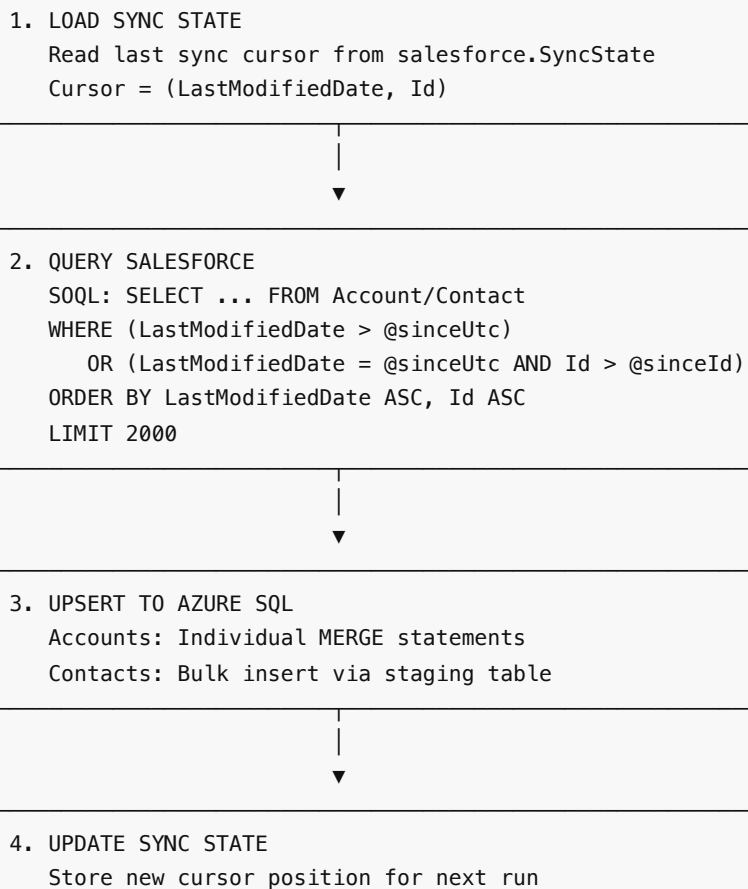 1. LOAD SYNC STATE
Read last sync cursor from salesforce.SyncState
Cursor = (LastModifiedDate, Id)
2. QUERY SALESFORCE
SOQL: SELECT ... FROM Account/Contact
WHERE (LastModifiedDate > @sinceUtc)
OR (LastModifiedDate = @sinceUtc AND Id > @sinceId)
ORDER BY LastModifiedDate ASC, Id ASC
LIMIT 2000
3. UPSERT TO AZURE SQL
Accounts: Individual MERGE statements
Contacts: Bulk insert via staging table
4. UPDATE SYNC STATE
Store new cursor position for next run